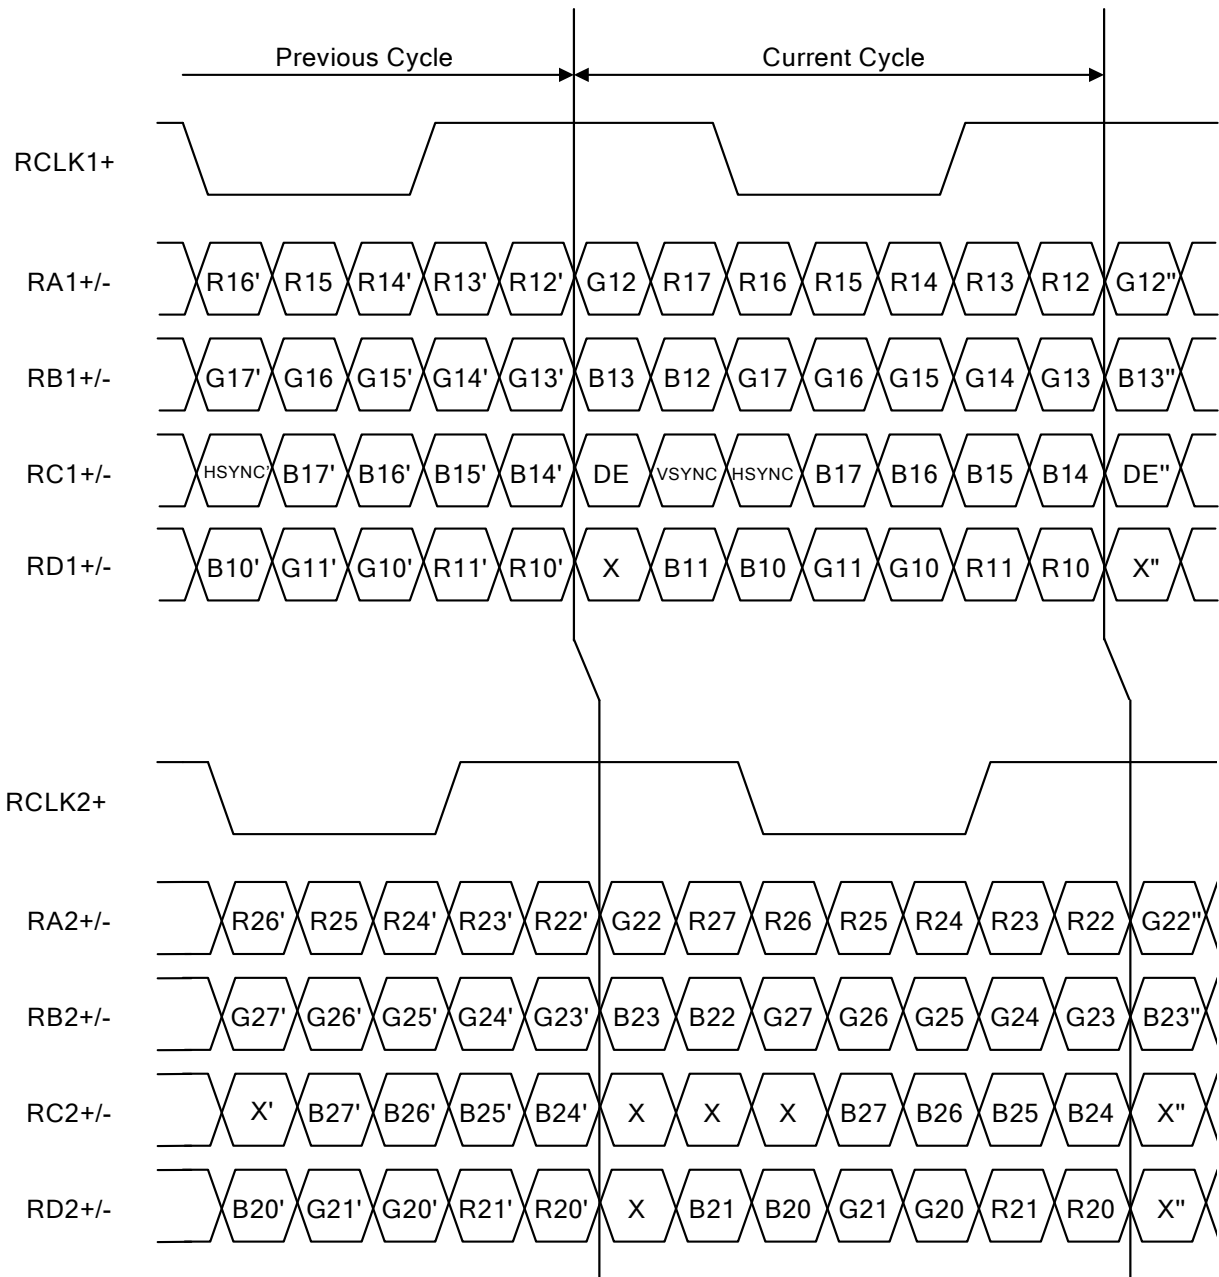 Previous Cycle Current Cycle
RCLK1+
RA1+/- R16' R15 R14' R13' R12' G12 R17 R16 R15 R14 R13 R12 G12"
RB1+/- G17' G16 G15' G14' G13' B13 B12 G17 G16 G15 G14 G13 B13"
RC1+/- HSYNC' B17' B16' B15' B14' DE VSYNC HSYNC B17 B16 B15 B14 DE"
RD1+/- B10' G11' G10' R11' R10' X B11 B10 G11 G10 R11 R10 X"
RCLK2+
RA2+/- R26' R25 R24' R23' R22' G22 R27 R26 R25 R24 R23 R22 G22"
RB2+/- G27' G26' G25' G24' G23' B23 B22 G27 G26 G25 G24 G23 B23"
RC2+/- X' B27' B26' B25' B24' X X X B27 B26 B25 B24 X"
RD2+/- B20' G21' G20' R21' R20' X B21 B20 G21 G20 R21 R20 X"